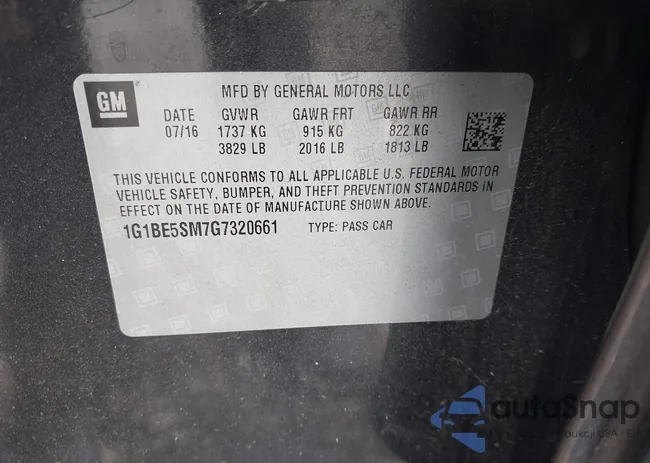 GM
MFD BY GENERAL MOTORS LLC
DATE GVWR GAWR FRT GAWR RR
07/16 1737 KG 915 KG 822 KG
3829 LB 2016 LB 1813 LB
THIS VEHICLE CONFORMS TO ALL APPLICABLE U.S. FEDERAL MOTOR
VEHICLE SAFETY, BUMPER, AND THEFT PREVENTION STANDARDS IN
EFFECT ON THE DATE OF MANUFACTURE SHOWN ABOVE.
1G1BE5SM7G7320661 TYPE: PASS CAR
autoSnap